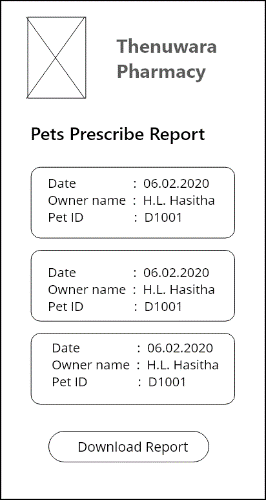 Thenuwara
Pharmacy
Pets Prescribe Report
Date : 06.02.2020
Owner name : H.L. Hasitha
Pet ID : D1001
Date : 06.02.2020
Owner name : H.L. Hasitha
Pet ID : D1001
Date : 06.02.2020
Owner name : H.L. Hasitha
Pet ID : D1001
Download Report